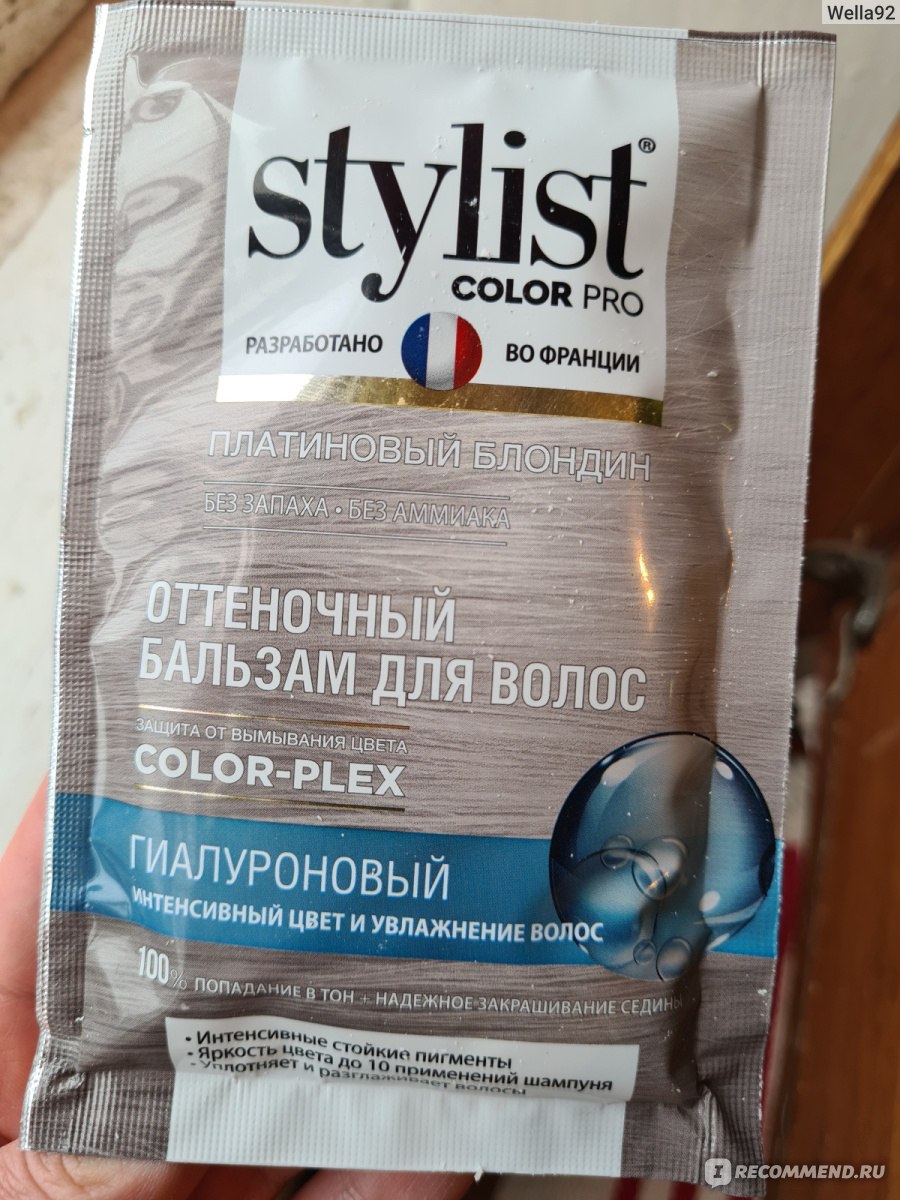 Wella92
stylist®
COLOR PRO
РАЗРАБОТАНО ВО ФРАНЦИИ
ПЛАТИНОВЫЙ БЛОНДИН
БЕЗ ЗАПАХА • БЕЗ АММИАКА
ОТТЕНОЧНЫЙ
БАЛЬЗАМ ДЛЯ ВОЛОС
ЗАЩИТА ОТ ВЫМЫВАНИЯ ЦВЕТА
COLOR-PLEX
ГИАЛУРОНОВЫЙ
ИНТЕНСИВНЫЙ ЦВЕТ И УВЛАЖНЕНИЕ ВОЛОС
100% ПОПАДАНИЕ В ТОН + НАДЕЖНОЕ ЗАКРАШИВАНИЕ СЕДИНЫ
• Интенсивные стойкие пигменты
• Яркость цвета до 10 применений шампуня
• Уплотняет и разглаживает волосы
IRECOMMEND.RU